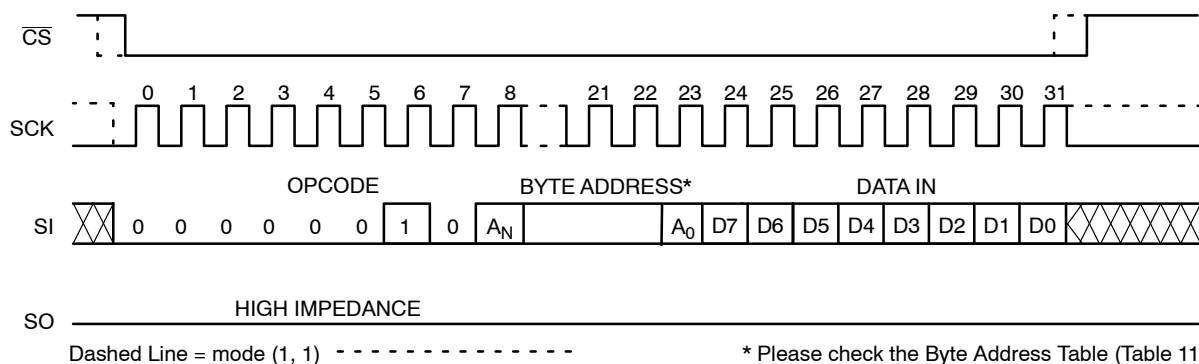 CS
0 1 2 3 4 5 6 7 8 21 22 23 24 25 26 27 28 29 30 31
SCK
OPCODE BYTE ADDRESS* DATA IN
SI 0 0 0 0 0 0 1 0 AN A0 D7 D6 D5 D4 D3 D2 D1 D0
HIGH IMPEDANCE
SO
Dashed Line = mode (1, 1) * Please check the Byte Address Table (Table 11